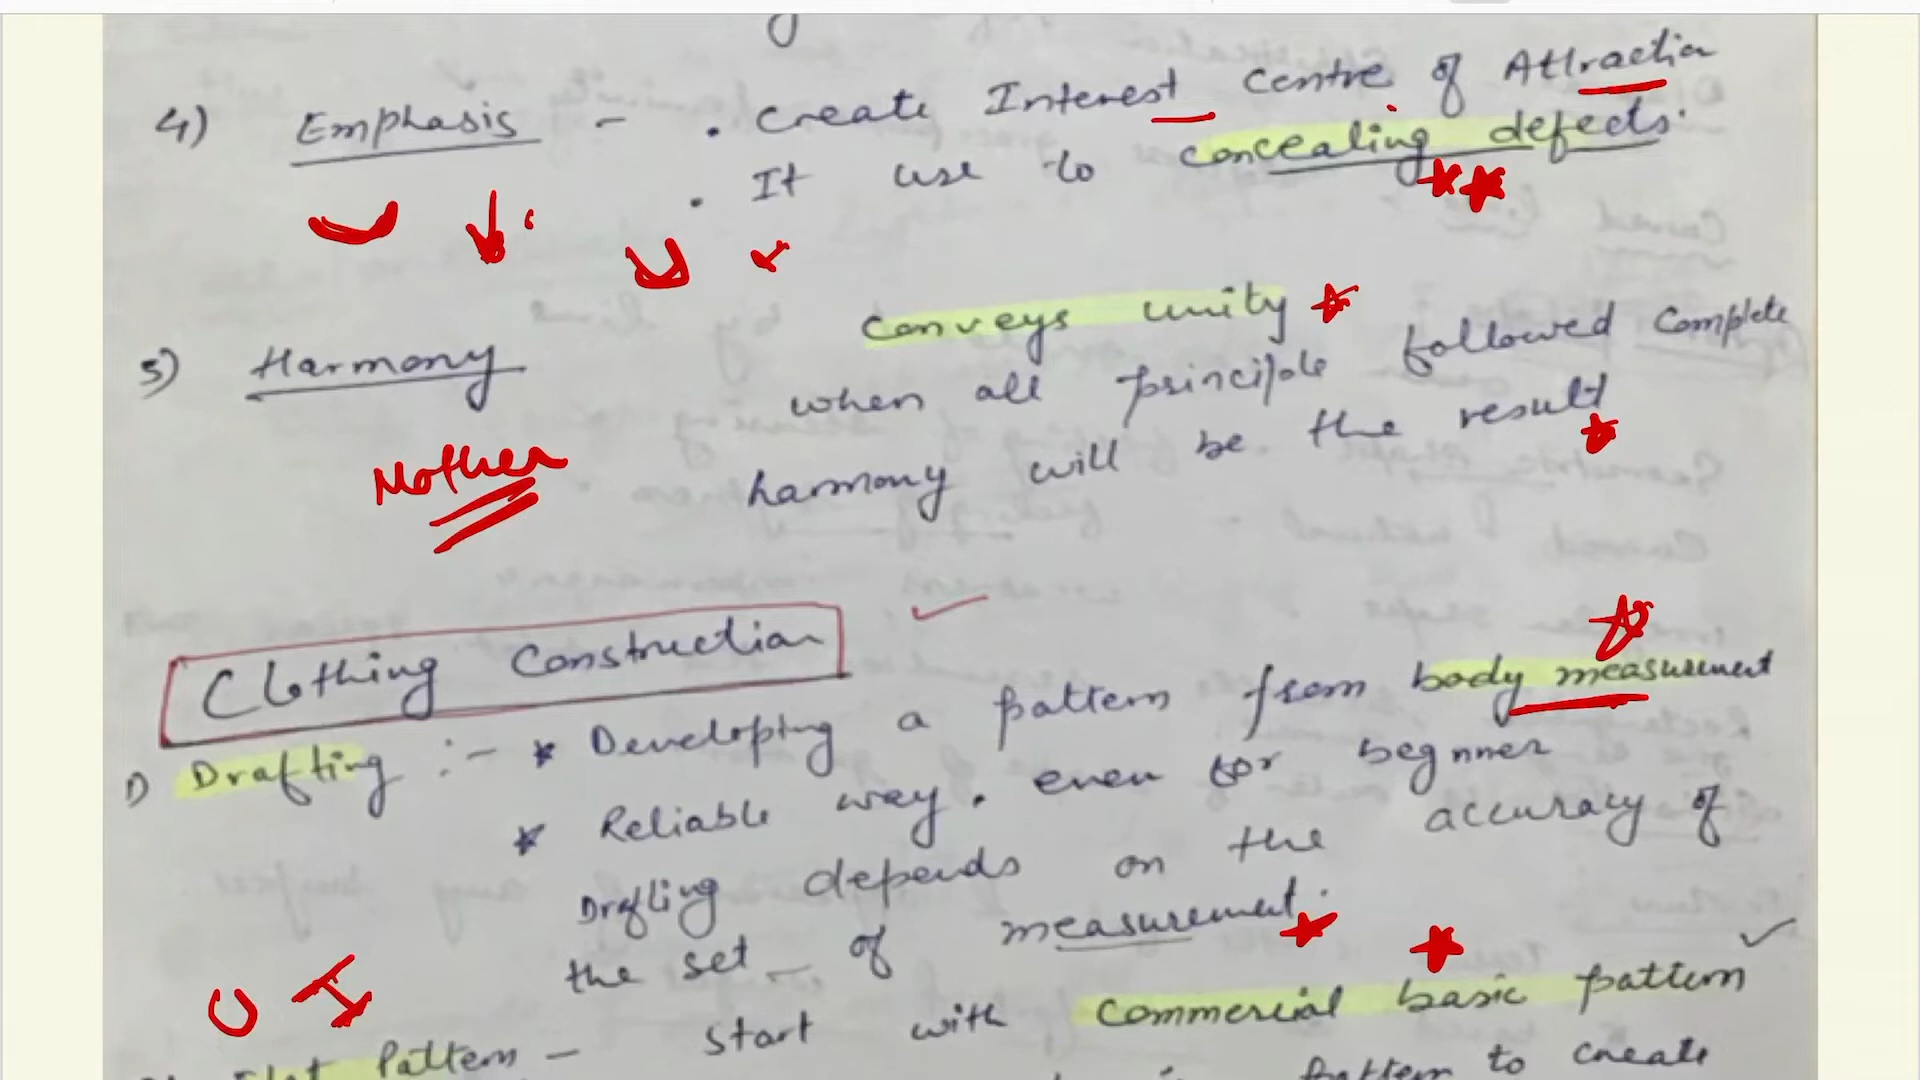 4) Emphasis - . Create Interest Centre of Attraction
. It use to concealing defects.
5) Harmony Conveys unity
when all principle followed complete
harmony will be the result
Mother
Clothing Construction
1) Drafting :- * Developing a pattern from body measurement
* Reliable way. even for begnner
Drafting depends on the accuracy of
the set of measurement.
Flat Pattern - start with commercial basic pattern
pattern to create